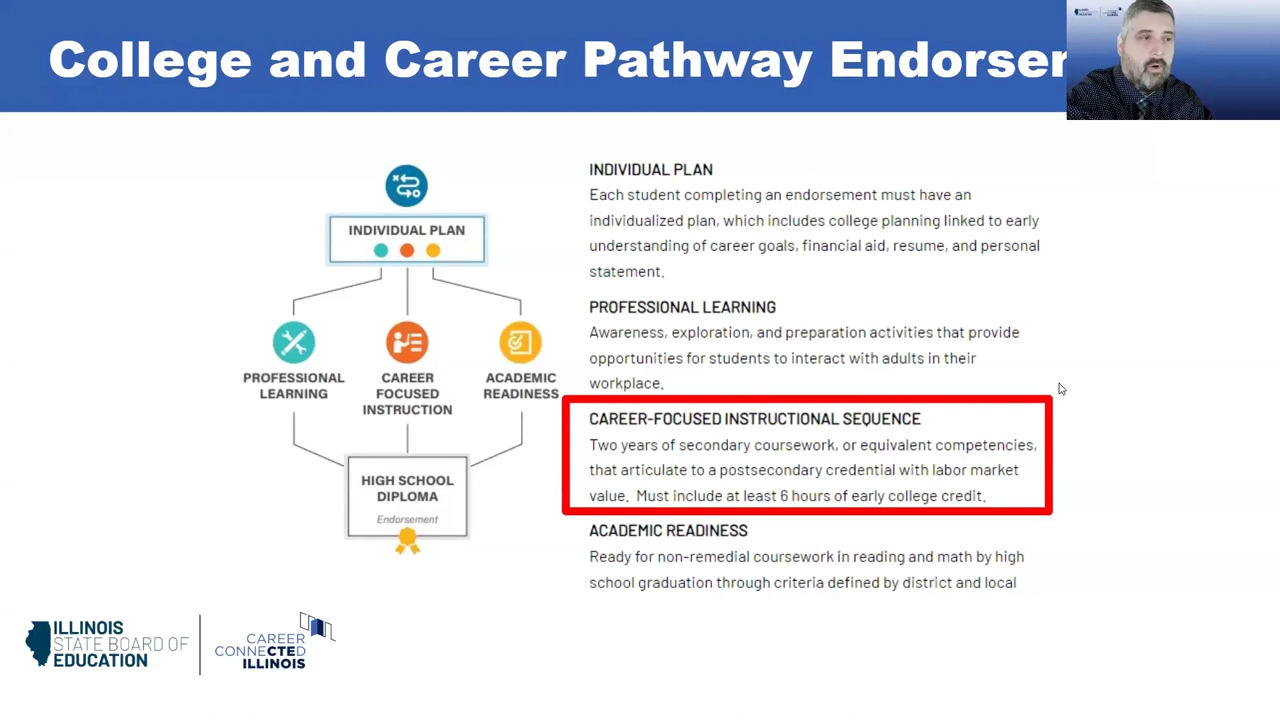 College and Career Pathway Endorsem
ILLINOIS
EDUCATION
INDIVIDUAL PLAN
PROFESSIONAL
LEARNING
CAREER
FOCUSED
INSTRUCTION
ACADEMIC
READINESS
HIGH SCHOOL
DIPLOMA
Endorsement
INDIVIDUAL PLAN
Each student completing an endorsement must have an
individualized plan, which includes college planning linked to early
understanding of career goals, financial aid, resume, and personal
statement.
PROFESSIONAL LEARNING
Awareness, exploration, and preparation activities that provide
opportunities for students to interact with adults in their
workplace.
CAREER-FOCUSED INSTRUCTIONAL SEQUENCE
Two years of secondary coursework, or equivalent competencies,
that articulate to a postsecondary credential with labor market
value. Must include at least 6 hours of early college credit.
ACADEMIC READINESS
Ready for non-remedial coursework in reading and math by high
school graduation through criteria defined by district and local
ILLINOIS
STATE BOARD OF
EDUCATION
CAREER
CONNECTED
ILLINOIS